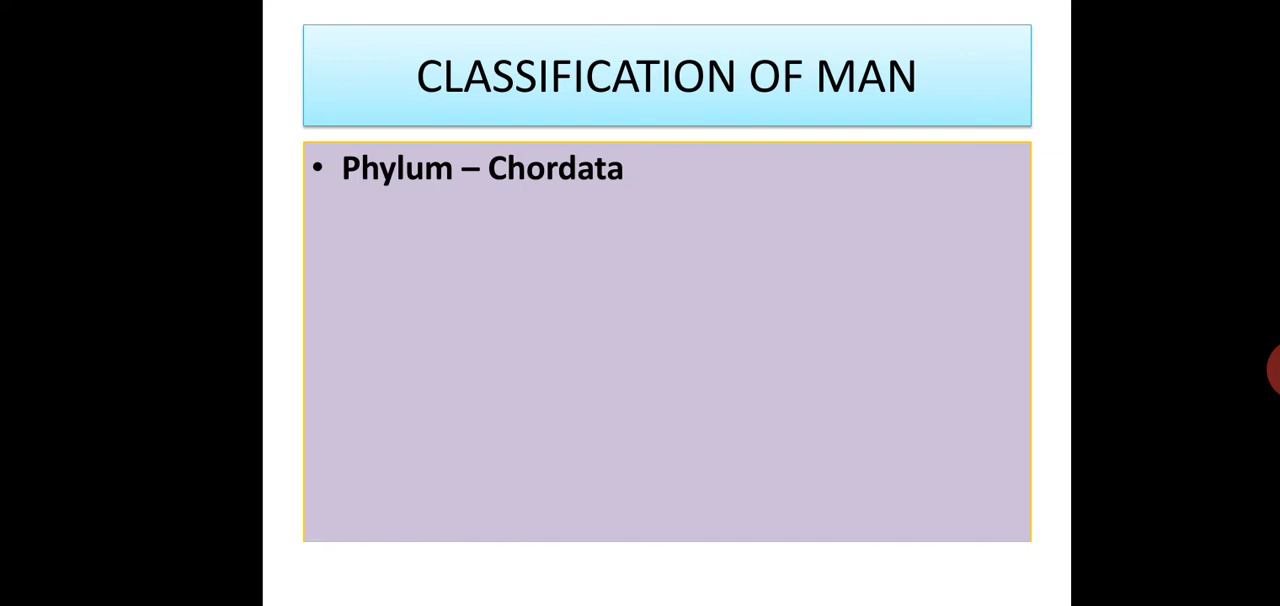 CLASSIFICATION OF MAN
• Phylum – Chordata